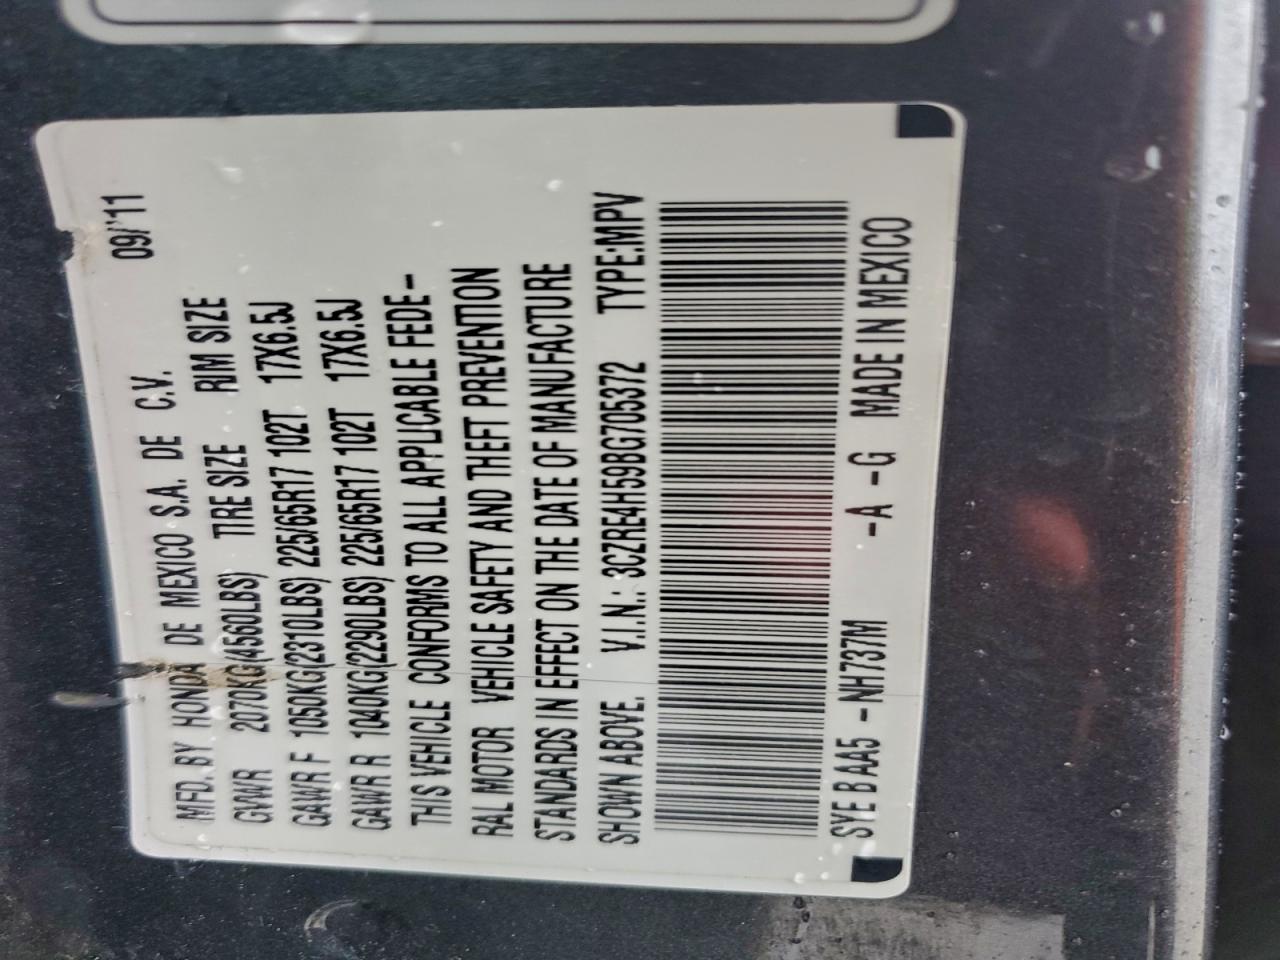 09/'11
MFD. BY HONDA DE MEXICO S.A. DE C.V.
GVWR 2070KG(4560LBS) TIRE SIZE RIM SIZE
GAWR F 1050KG(2310LBS) 225/65R17 102T 17X6.5J
GAWR R 1040KG(2290LBS) 225/65R17 102T 17X6.5J
THIS VEHICLE CONFORMS TO ALL APPLICABLE FEDE-
RAL MOTOR VEHICLE SAFETY AND THEFT PREVENTION
STANDARDS IN EFFECT ON THE DATE OF MANUFACTURE
SHOWN ABOVE. V.I.N.: 3CZRE4H59BG705372 TYPE:MPV
SYE B AA5 -NH737M -A -G MADE IN MEXICO